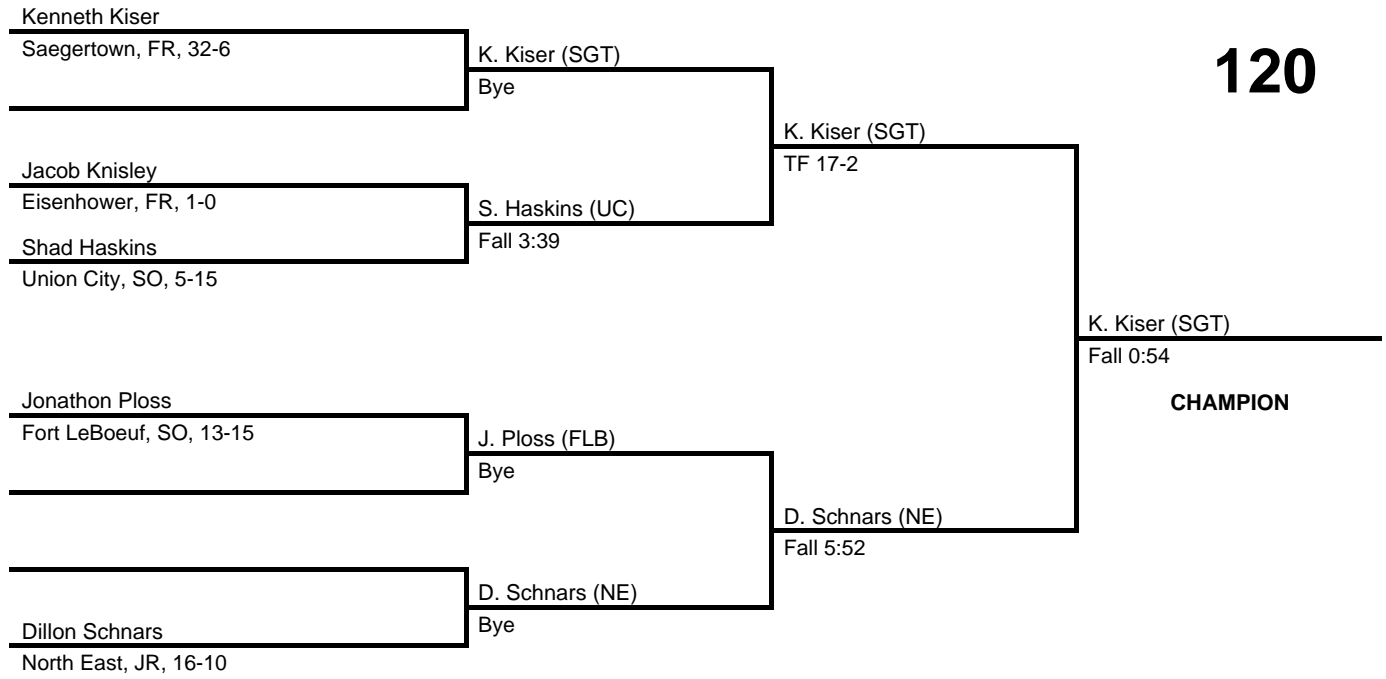 Kenneth Kiser
Saegertown, FR, 32-6
K. Kiser (SGT)
Bye
120
K. Kiser (SGT)
TF 17-2
Jacob Knisley
Eisenhower, FR, 1-0
S. Haskins (UC)
Fall 3:39
Shad Haskins
Union City, SO, 5-15
K. Kiser (SGT)
Fall 0:54
CHAMPION
Jonathon Ploss
Fort LeBoeuf, SO, 13-15
J. Ploss (FLB)
Bye
D. Schnars (NE)
Fall 5:52
D. Schnars (NE)
Bye
Dillon Schnars
North East, JR, 16-10